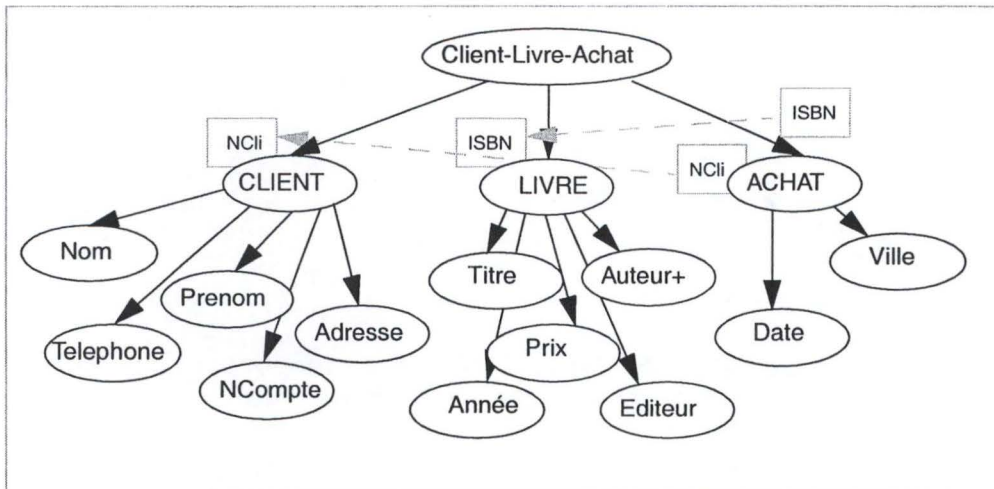 Client-Livre-Achat
NCli
ISBN
ISBN
NCli
CLIENT
LIVRE
ACHAT
Nom
Titre
Auteur+
Ville
Prenom
Telephone
Adresse
Prix
Date
NCompte
Année
Editeur